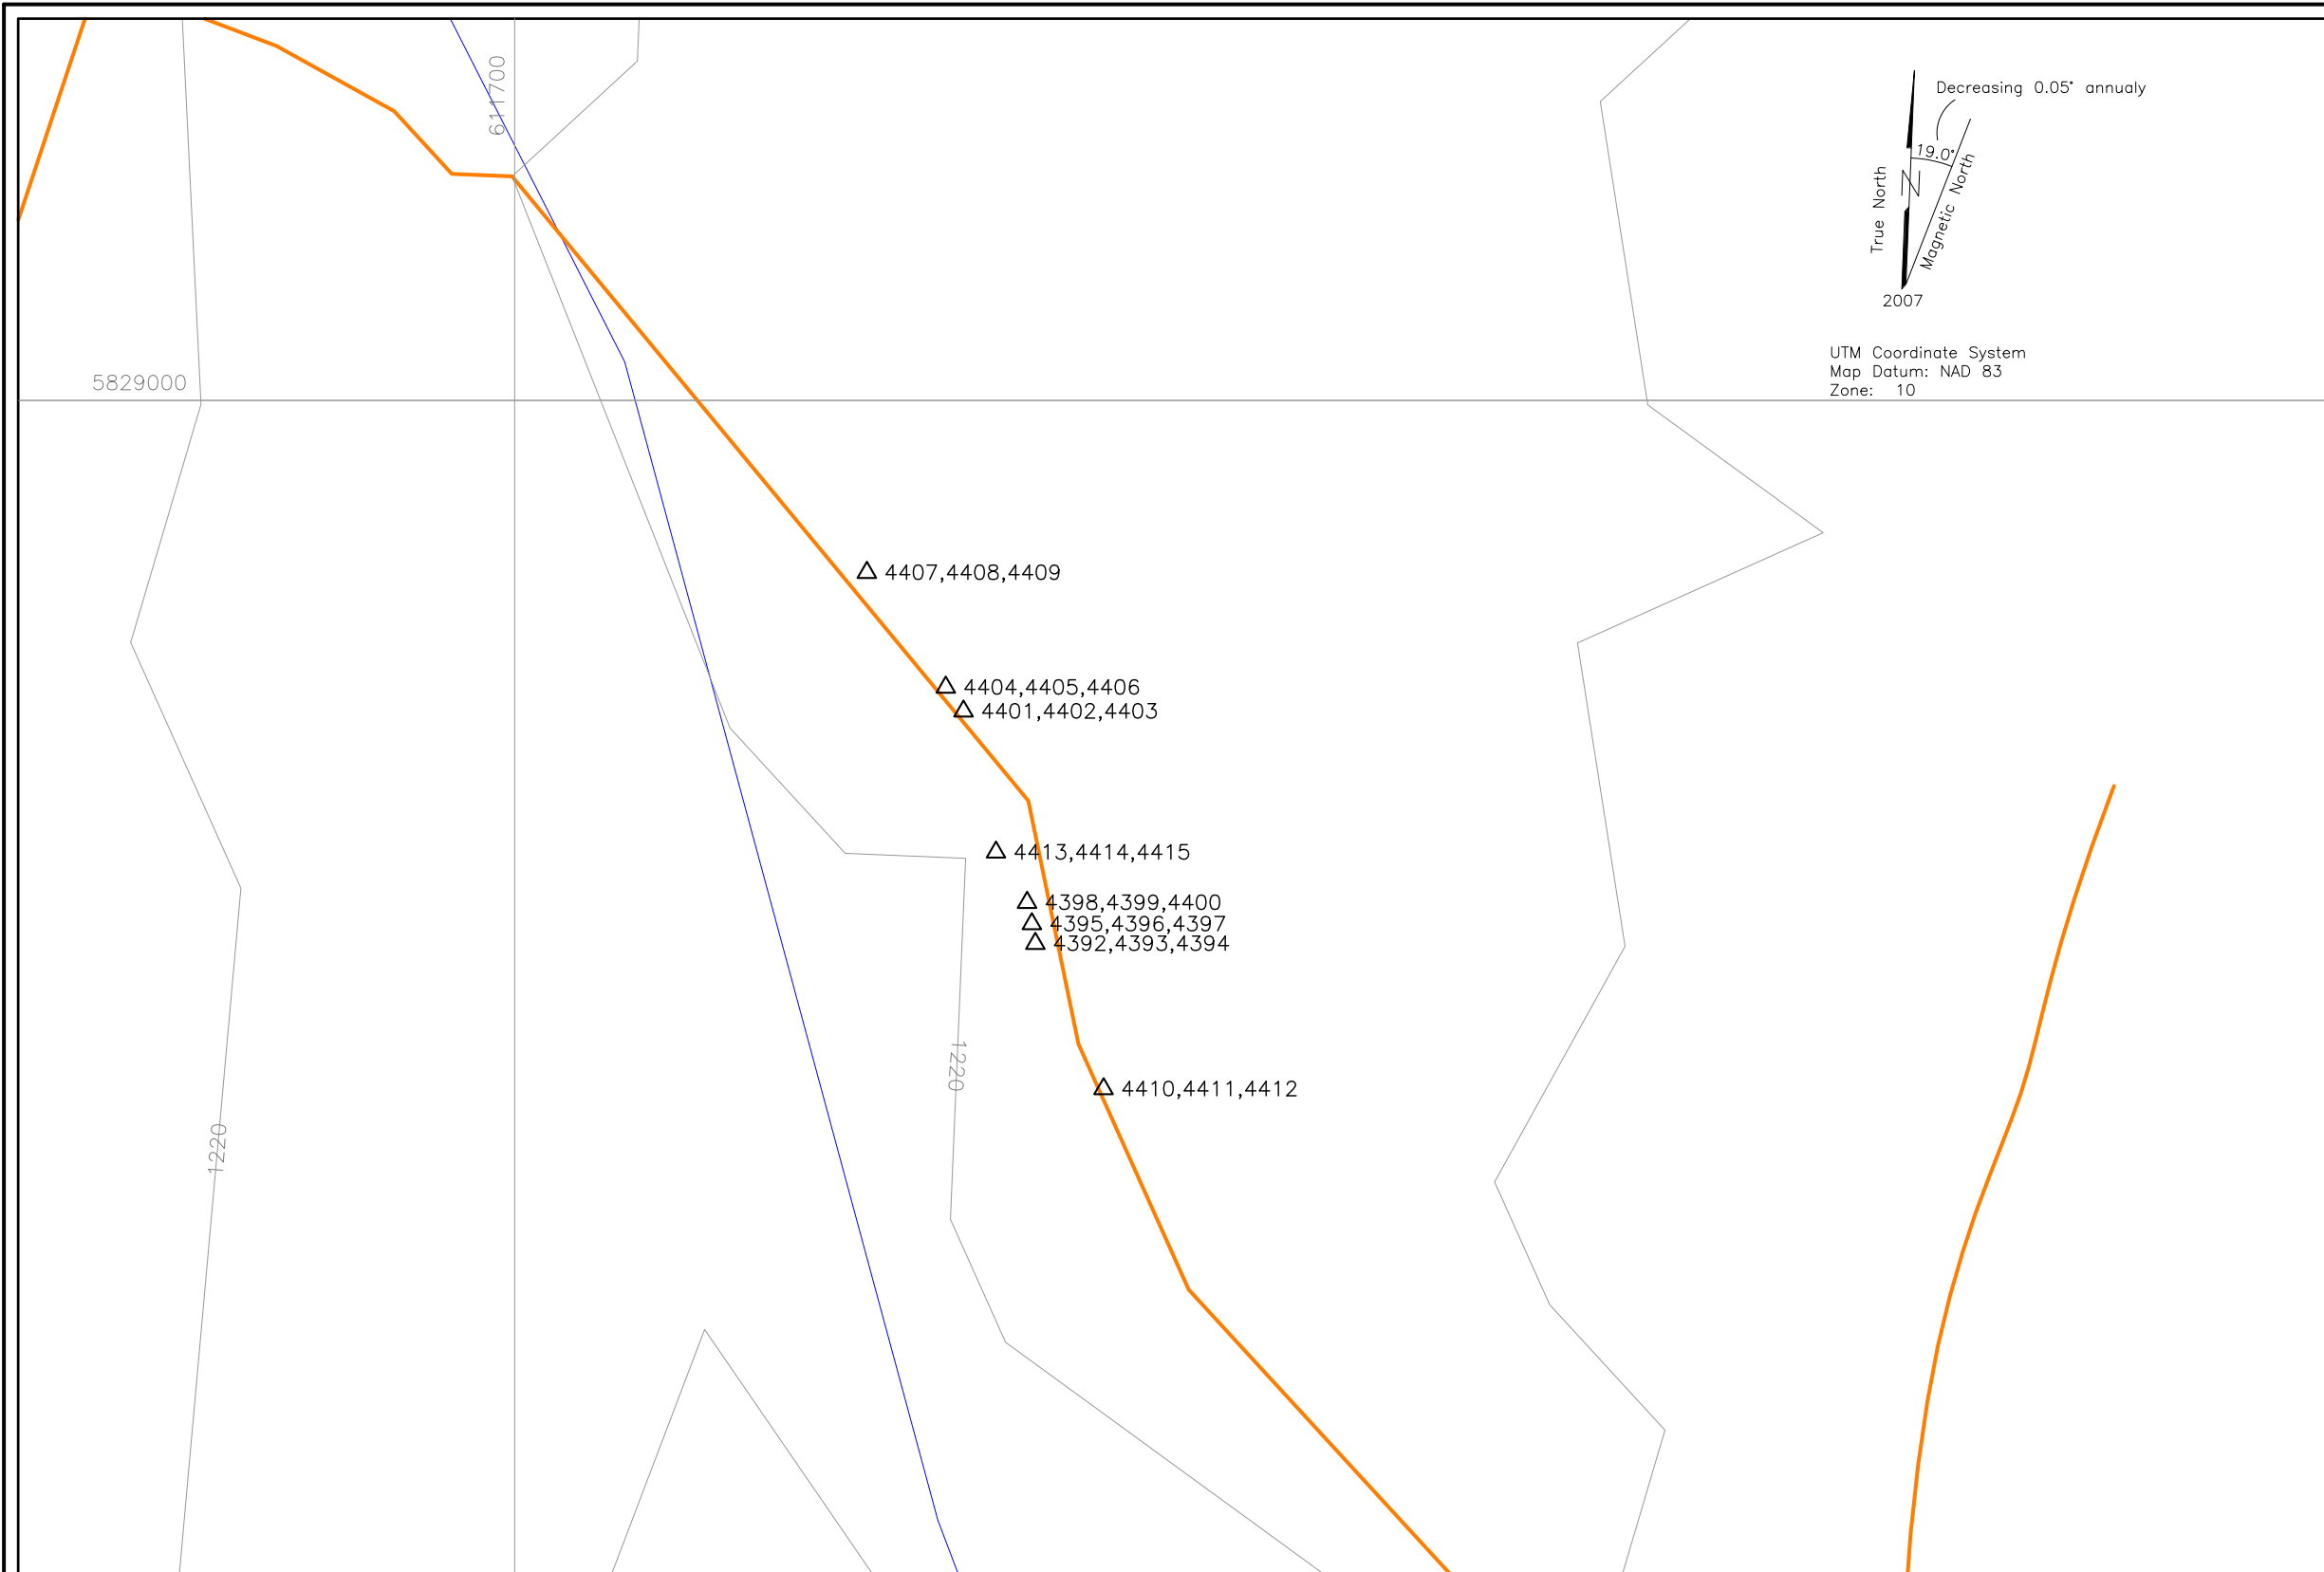 611700
Decreasing 0.05° annualy
19.0°
True North
N
Magnetic North
2007
UTM Coordinate System
Map Datum: NAD 83
Zone: 10
5829000
4407,4408,4409
4404,4405,4406
4401,4402,4403
4413,4414,4415
4398,4399,4400
4395,4396,4397
4392,4393,4394
1220
4410,4411,4412
1220